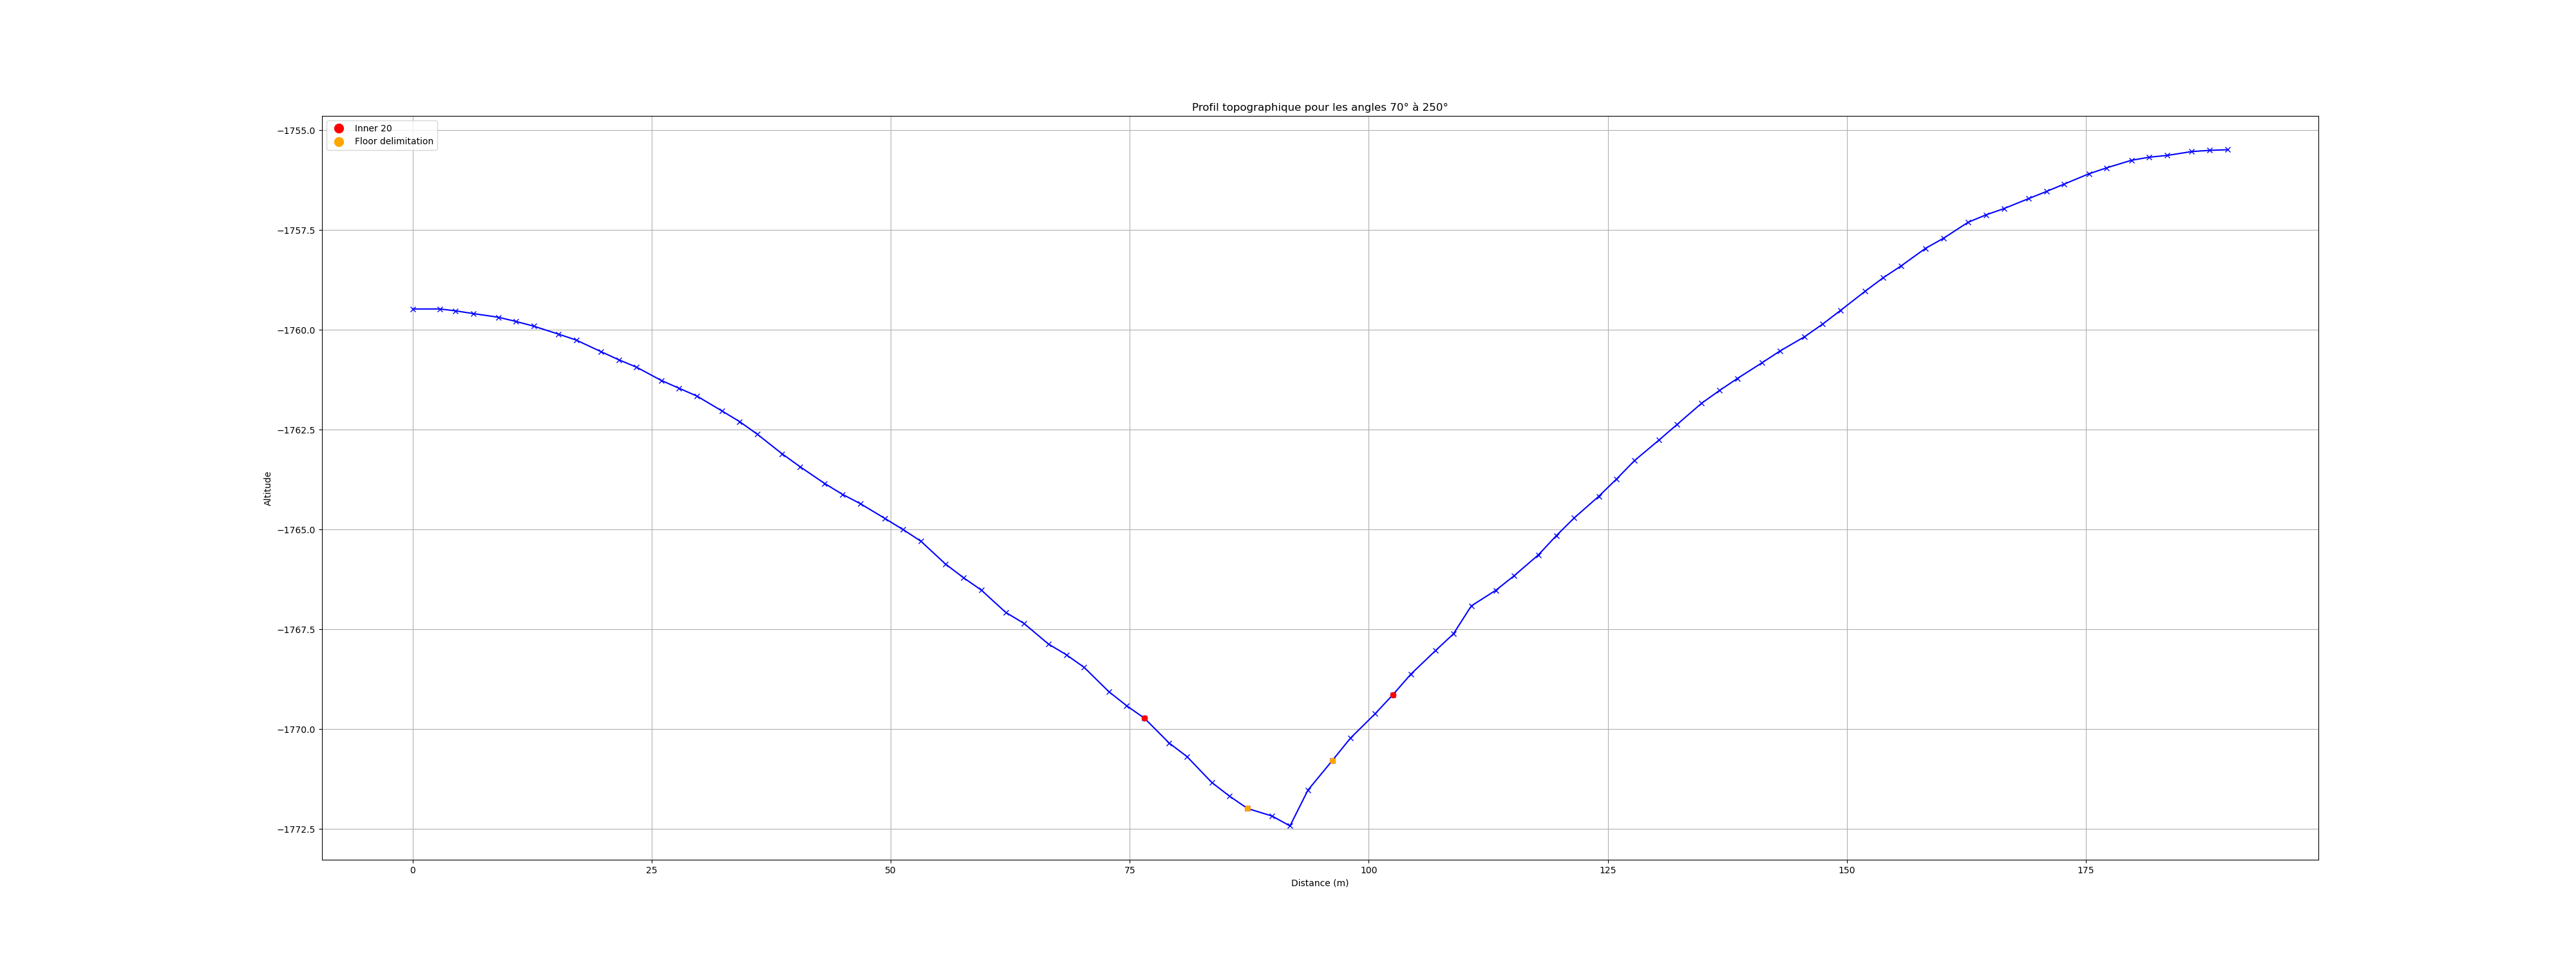 Profil topographique pour les angles 70° à 250°
Inner 20
Floor delimitation
−1755.0
−1757.5
−1760.0
−1762.5
−1765.0
−1767.5
−1770.0
−1772.5
Altitude
0 25 50 75 100 125 150 175
Distance (m)